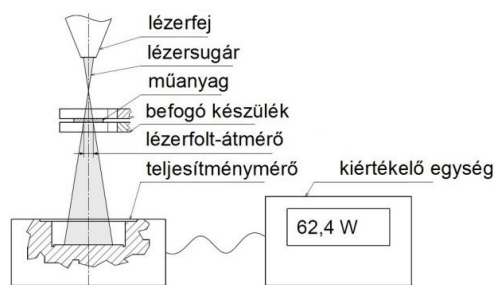 lézerfej
lézersugár
műanyag
befogó készülék
lézerfolt-átmérő
teljesítménymérő
kiértékelő egység
62,4 W